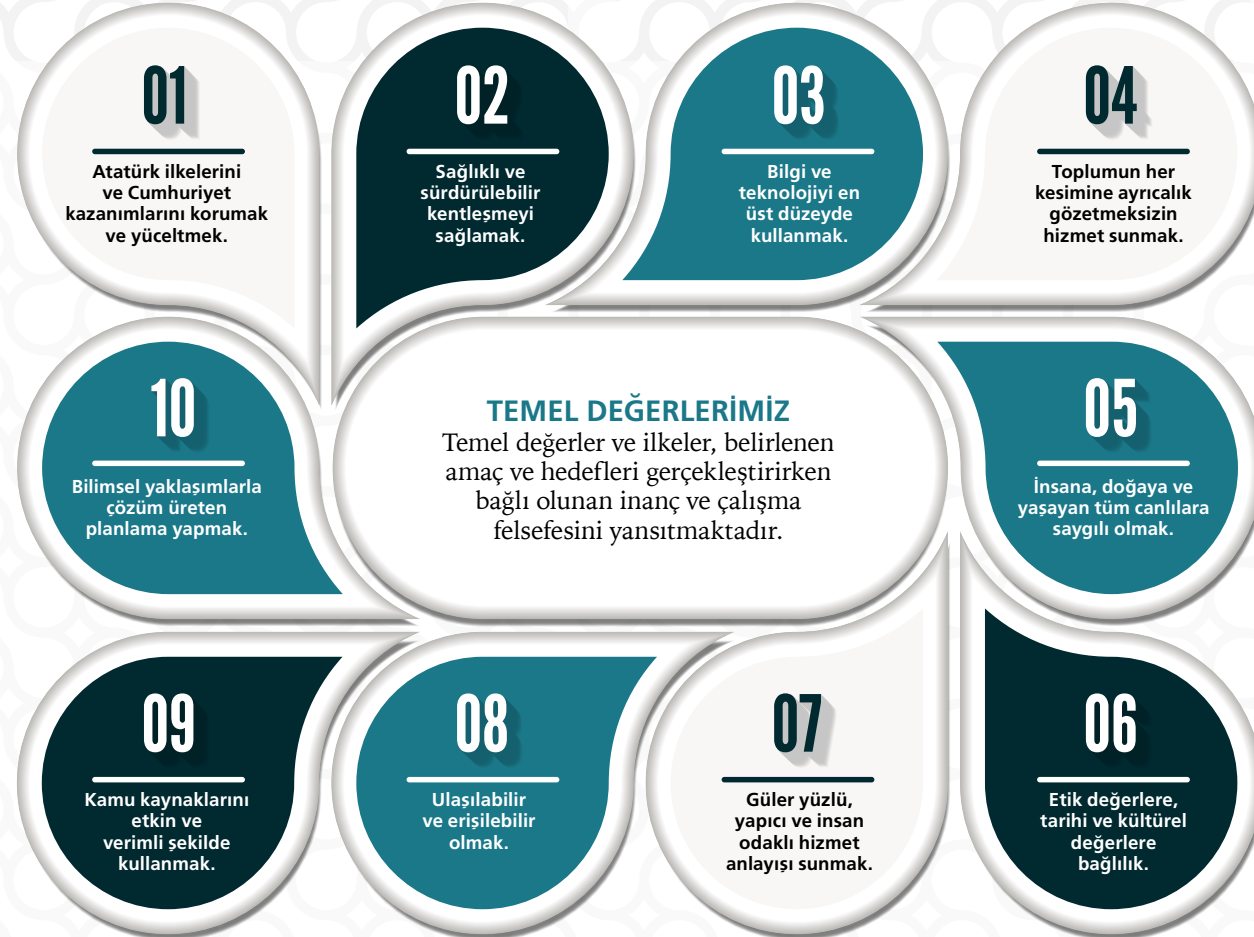 01
Atatürk ilkelerini
ve Cumhuriyet
kazanımlarını korumak
ve yüceltmek.
02
Sağlıklı ve
sürdürülebilir
kentleşmeyi
sağlamak.
03
Bilgi ve
teknolojiyi en
üst düzeyde
kullanmak.
04
Toplumun her
kesimine ayrıcalık
gözetmeksizin
hizmet sunmak.
TEMEL DEĞERLERİMİZ
Temel değerler ve ilkeler, belirlenen
amaç ve hedefleri gerçekleştirirken
bağlı olunan inanç ve çalışma
felsefesini yansıtmaktadır.
05
İnsana, doğaya ve
yaşayan tüm canlılara
saygılı olmak.
06
Etik değerlere,
tarihi ve kültürel
değerlere
bağlılık.
07
Güler yüzlü,
yapıcı ve insan
odaklı hizmet
anlayışı sunmak.
08
Ulaşılabilir
ve erişilebilir
olmak.
09
Kamu kaynaklarını
etkin ve
verimli şekilde
kullanmak.
10
Bilimsel yaklaşımlarla
çözüm üreten
planlama yapmak.